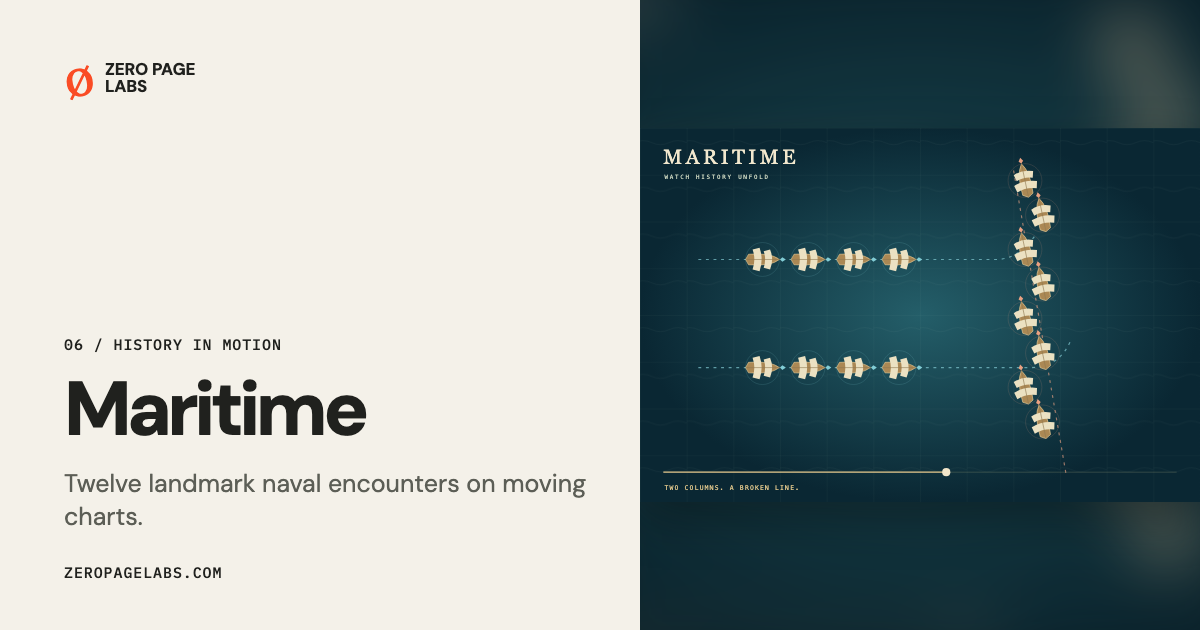 ZERO PAGE
LABS
06 / HISTORY IN MOTION
Maritime
Twelve landmark naval encounters on moving
charts.
ZEROPAGELABS.COM
MARITIME
WATCH HISTORY UNFOLD
TWO COLUMNS. A BROKEN LINE.